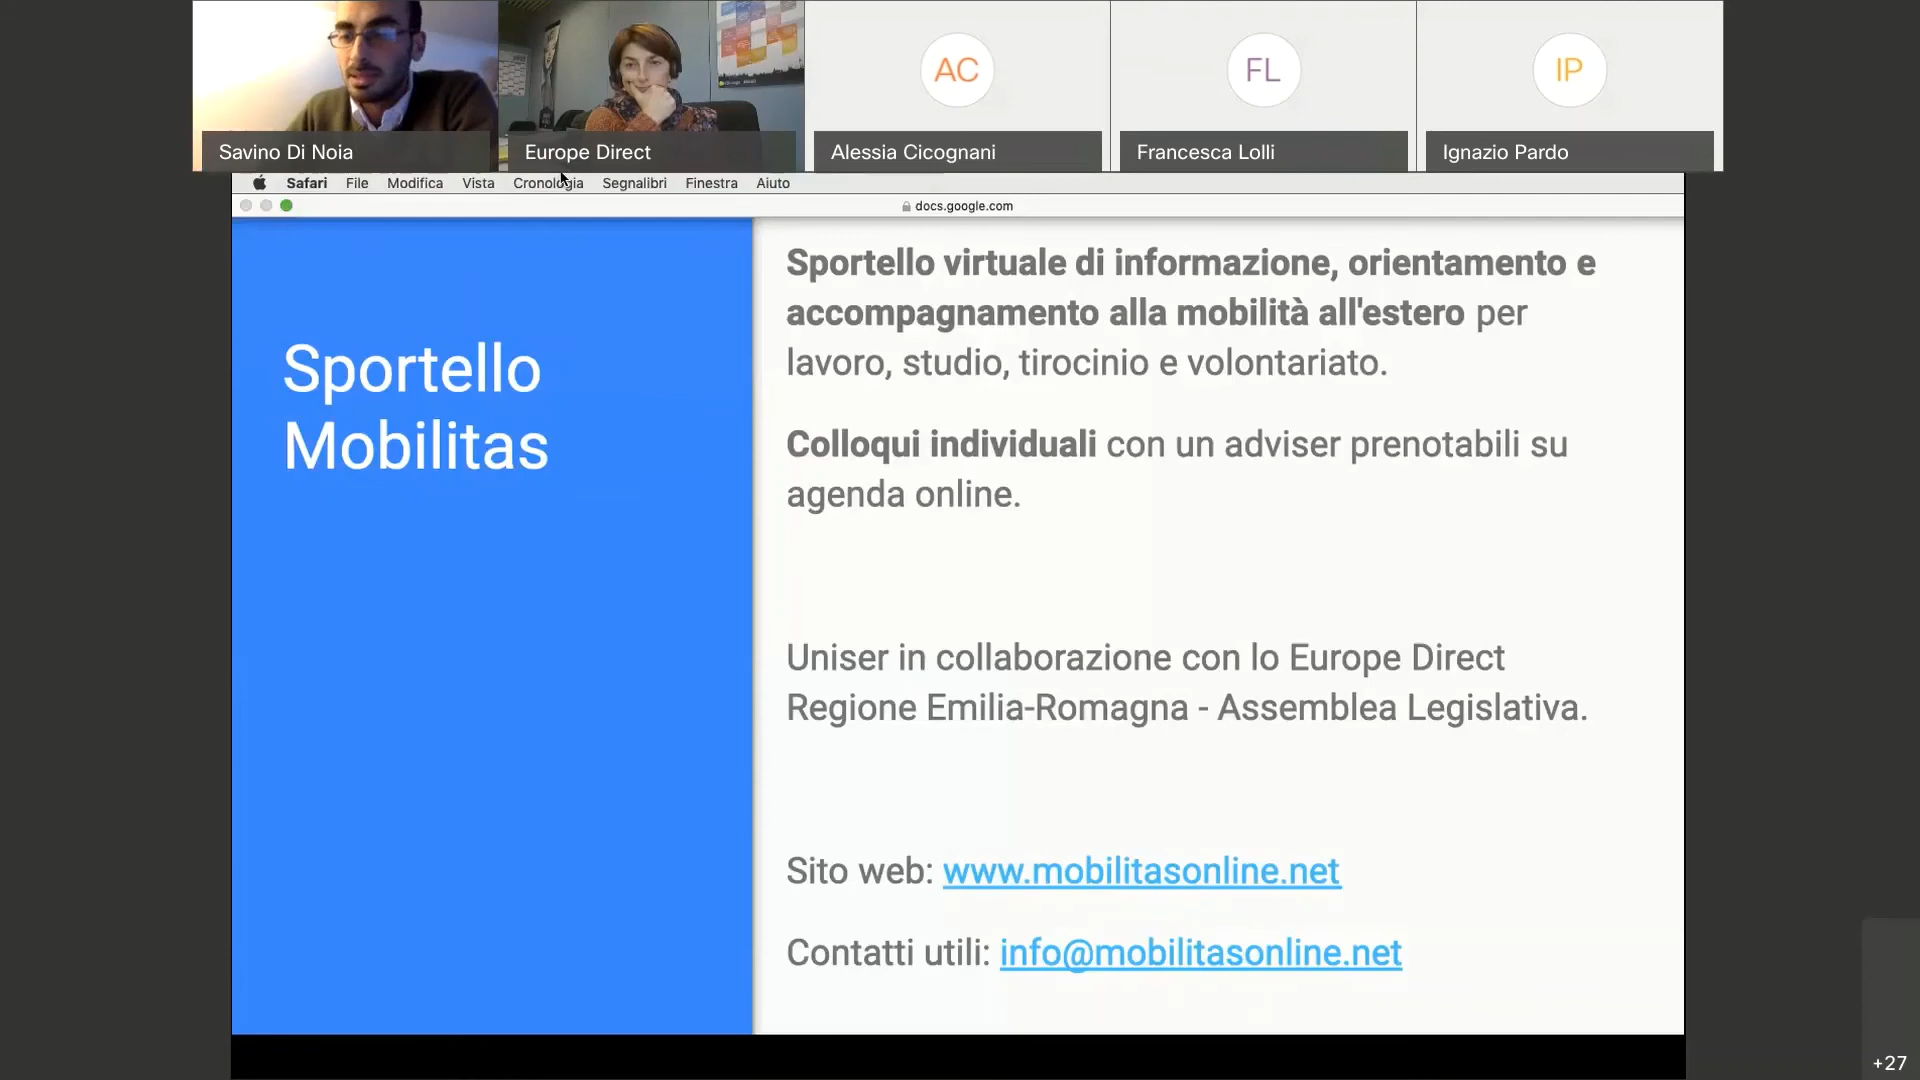 AC
FL
IP
Savino Di Noia
Europe Direct
Alessia Cicognani
Francesca Lolli
Ignazio Pardo
Safari File Modifica Vista Cronologia Segnalibri Finestra Aiuto
docs.google.com
Sportello
Mobilitas
Sportello virtuale di informazione, orientamento e
accompagnamento alla mobilità all'estero per
lavoro, studio, tirocinio e volontariato.
Colloqui individuali con un adviser prenotabili su
agenda online.
Uniser in collaborazione con lo Europe Direct
Regione Emilia-Romagna - Assemblea Legislativa.
Sito web: www.mobilitasonline.net
Contatti utili: info@mobilitasonline.net
+27